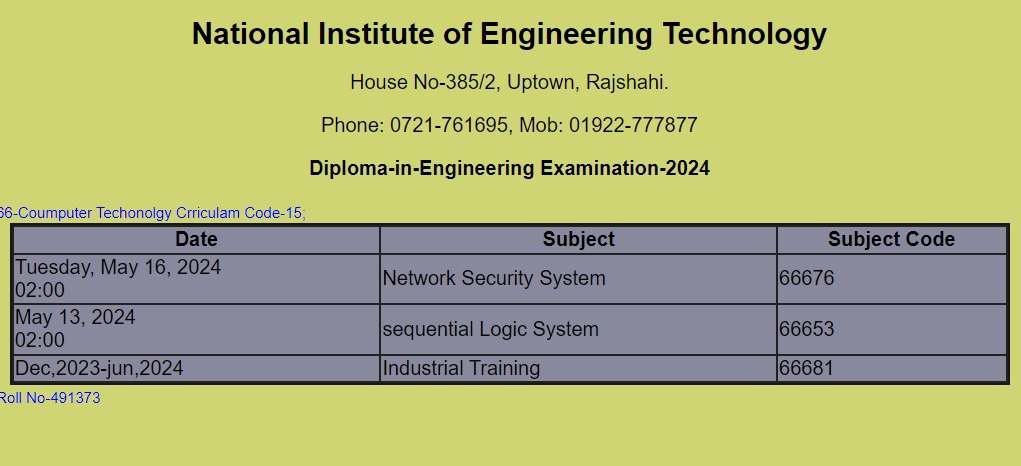 National Institute of Engineering Technology
House No-385/2, Uptown, Rajshahi.
Phone: 0721-761695, Mob: 01922-777877
Diploma-in-Engineering Examination-2024
66-Coumputer Techonolgy Crriculam Code-15;
Date Subject Subject Code
Tuesday, May 16, 2024
02:00 Network Security System 66676
May 13, 2024
02:00 sequential Logic System 66653
Dec,2023-jun,2024 Industrial Training 66681
Roll No-491373